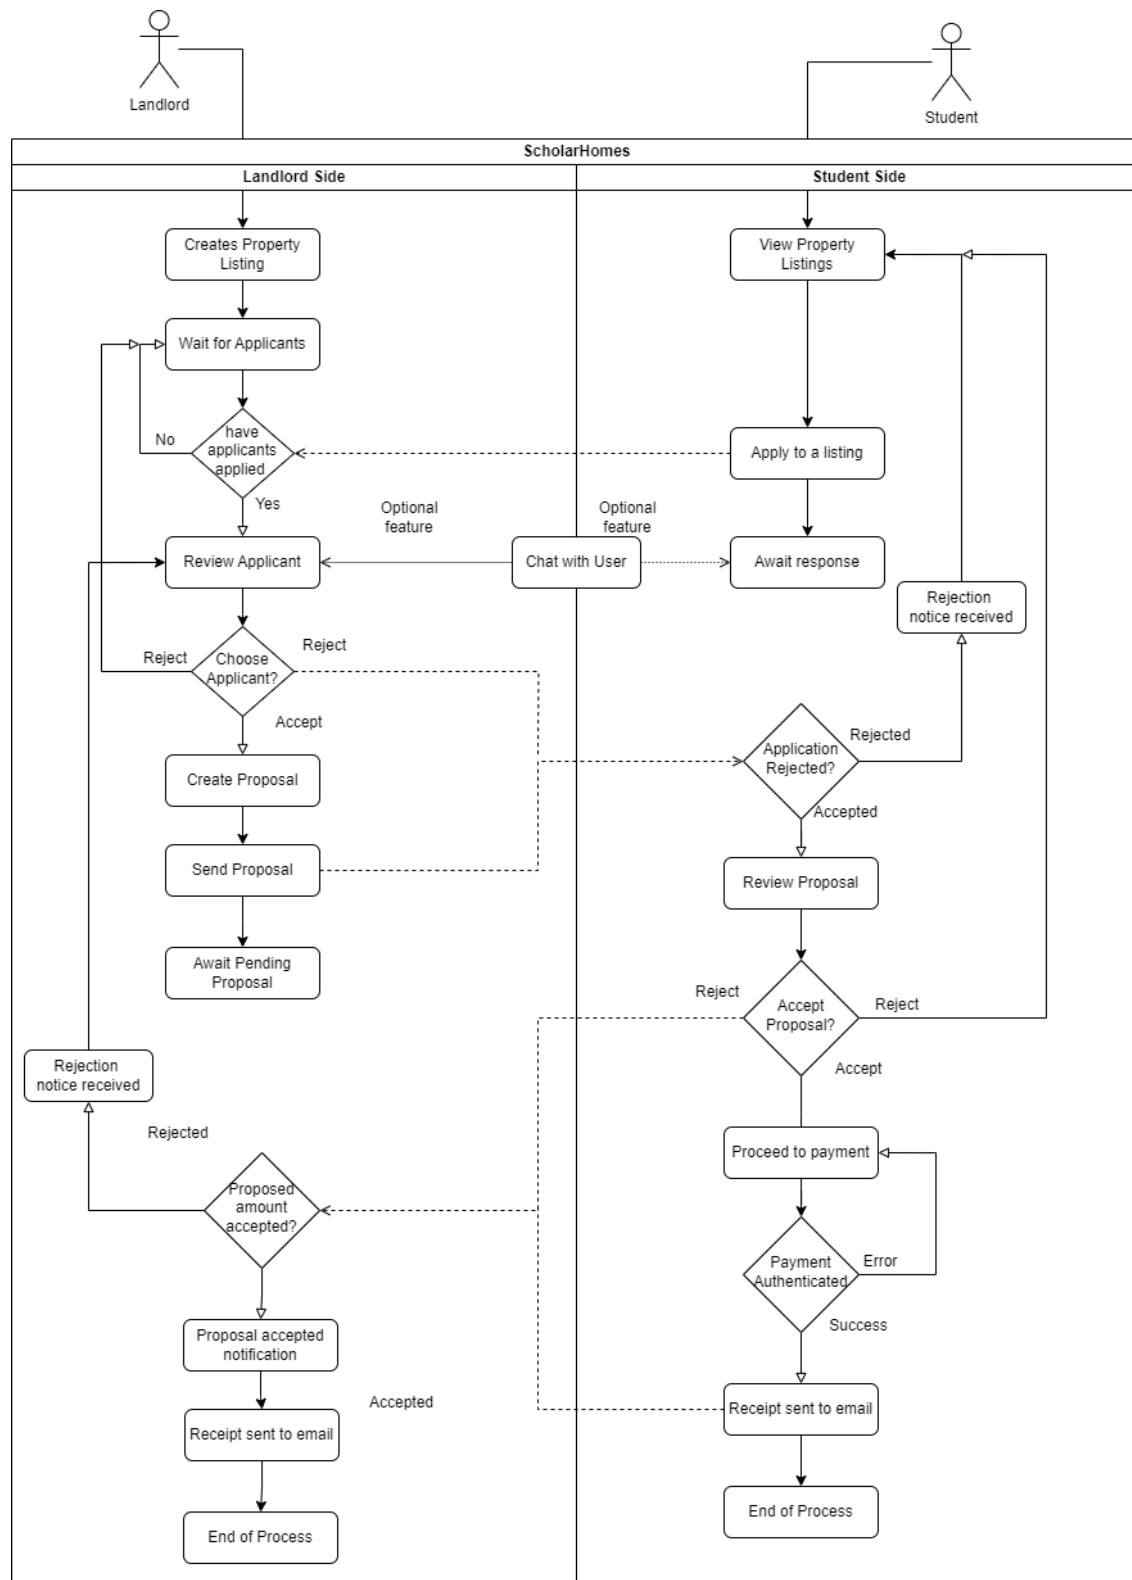 Landlord
Student
ScholarHomes
Landlord Side
Student Side
Creates Property
Listing
View Property
Listings
Wait for Applicants
have
applicants
applied
No
Yes
Apply to a listing
Optional
feature
Optional
feature
Review Applicant
Chat with User
Await response
Rejection
notice received
Reject
Choose
Applicant?
Reject
Accept
Application
Rejected?
Rejected
Accepted
Create Proposal
Send Proposal
Review Proposal
Await Pending
Proposal
Reject
Accept
Proposal?
Reject
Accept
Rejection
notice received
Rejected
Proceed to payment
Proposed
amount
accepted?
Payment
Authenticated
Error
Success
Proposal accepted
notification
Accepted
Receipt sent to email
Receipt sent to email
End of Process
End of Process